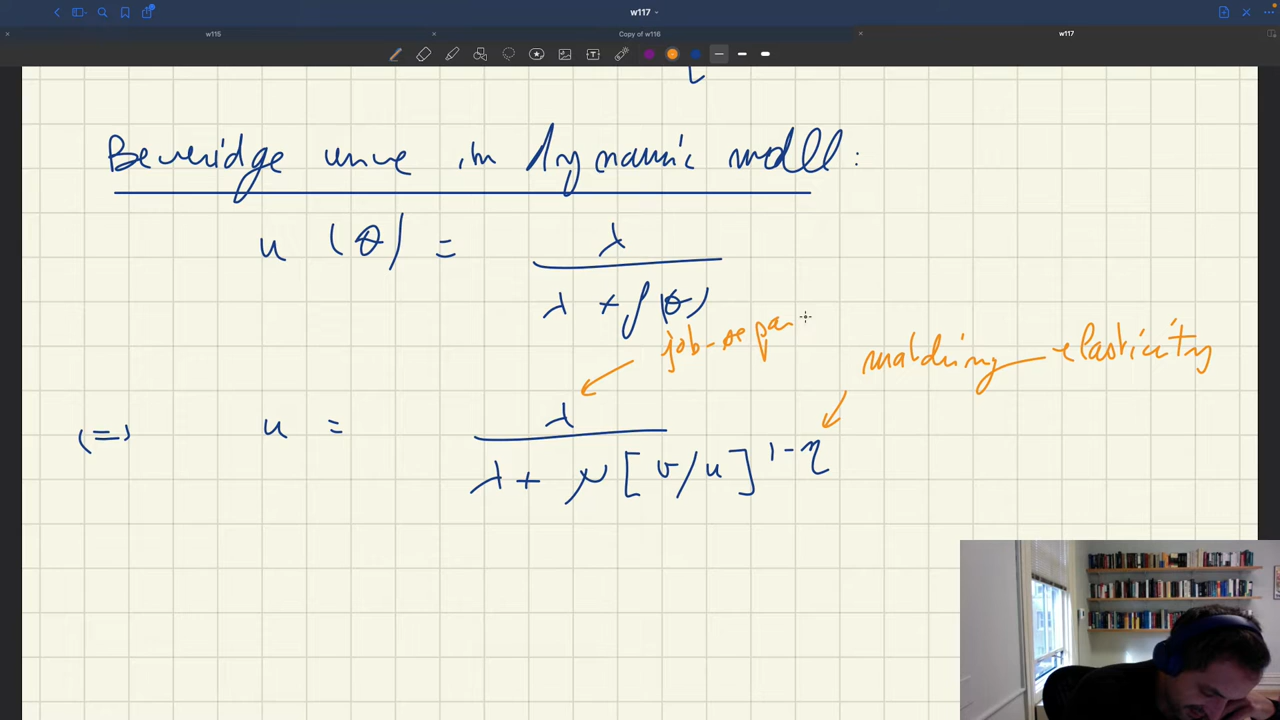 w117
w115
Copy of w116
w117
Beveridge curve in dynamic model:
u (θ) = λ / λ + f(θ)
job-separ
matching elasticity
(=) u = λ / λ + μ [v/u]^1-η